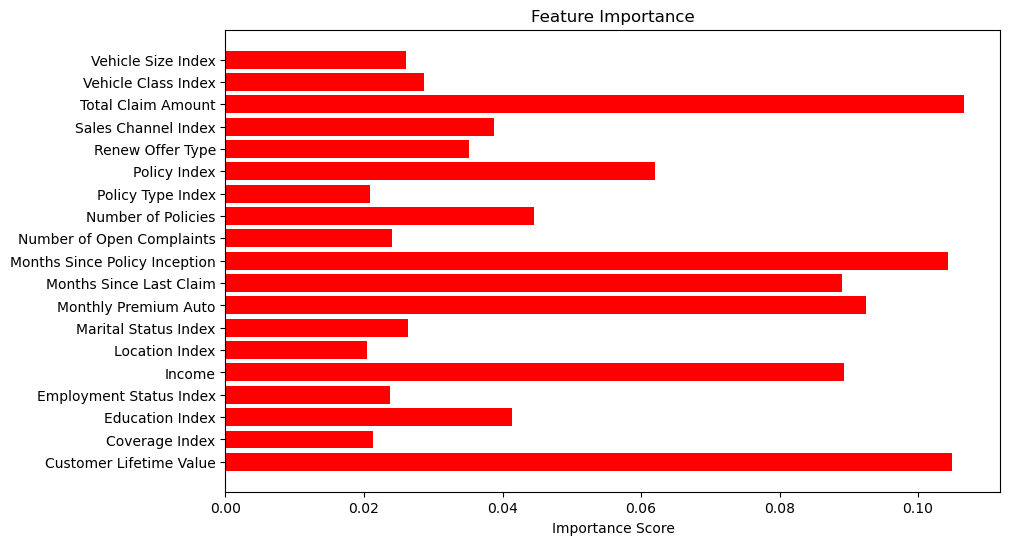 Feature Importance
Vehicle Size Index
Vehicle Class Index
Total Claim Amount
Sales Channel Index
Renew Offer Type
Policy Index
Policy Type Index
Number of Policies
Number of Open Complaints
Months Since Policy Inception
Months Since Last Claim
Monthly Premium Auto
Marital Status Index
Location Index
Income
Employment Status Index
Education Index
Coverage Index
Customer Lifetime Value
0.00 0.02 0.04 0.06 0.08 0.10
Importance Score